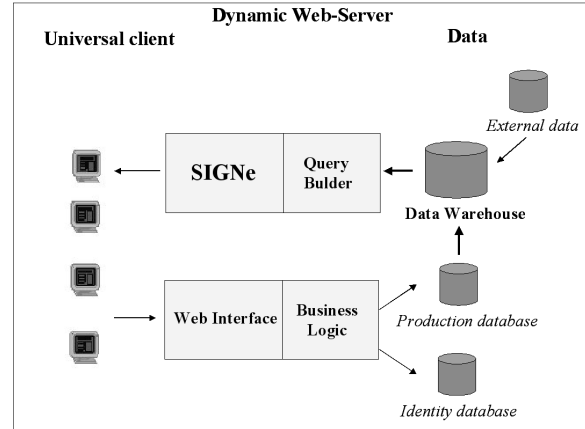 Dynamic Web-Server
Universal client
Data
External data
SIGNe
Query
Bulder
Data Warehouse
Web Interface
Business
Logic
Production database
Identity database